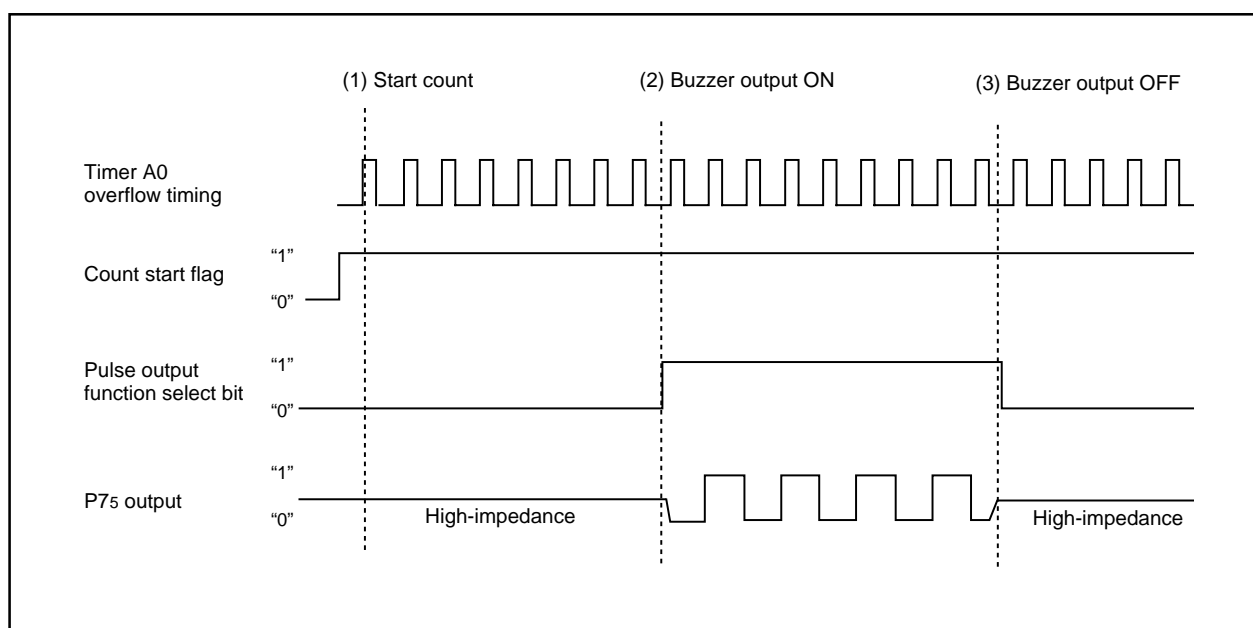 (1) Start count
(2) Buzzer output ON
(3) Buzzer output OFF
Timer A0
overflow timing
Count start flag
“1”
“0”
Pulse output
function select bit
“1”
“0”
P75 output
“1”
“0”
High-impedance
High-impedance